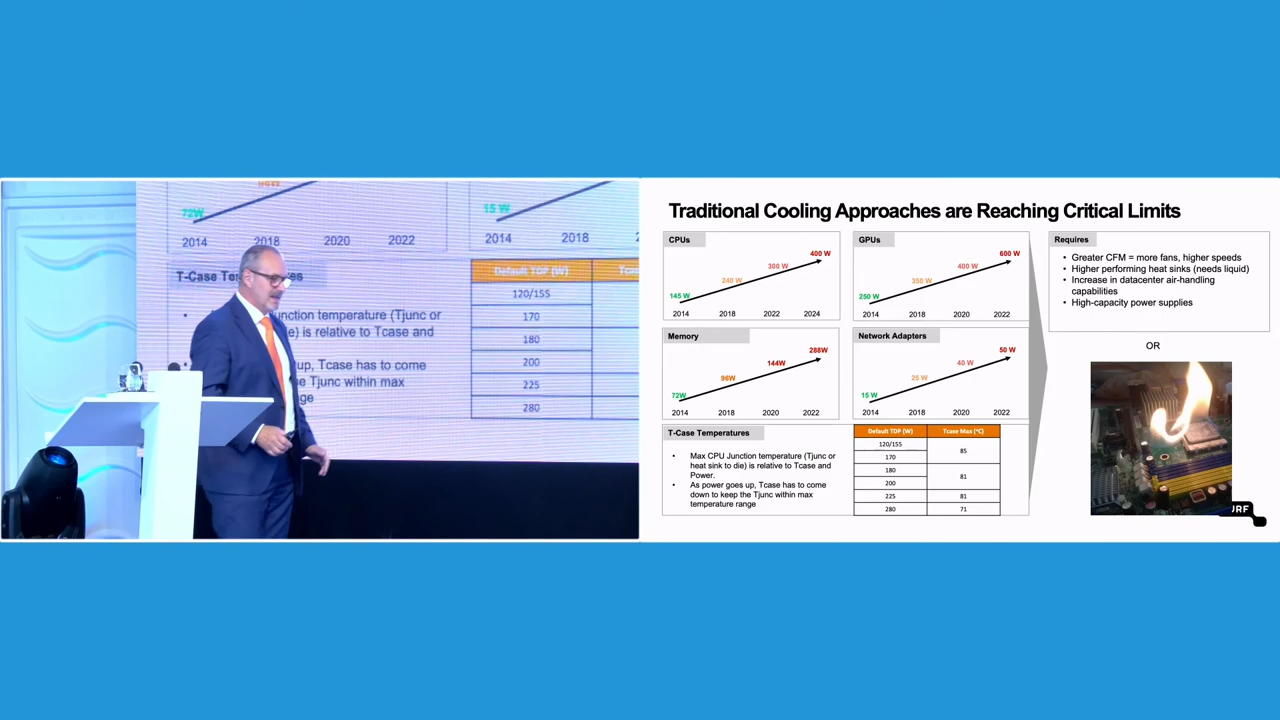 72W
2014
2018
2020
2022
15 W
2014
2018
T-Case
Default TDP (W)
120/155
170
180
200
225
280
junction temperature (Tjunc or
is relative to Tcase and
up, Tcase has to come
Tjunc within max
Traditional Cooling Approaches are Reaching Critical Limits
CPUs
145 W
240 W
300 W
400 W
2014
2018
2022
2024
GPUs
250 W
350 W
400 W
600 W
2014
2018
2020
2022
Memory
72W
96W
144W
288W
2014
2018
2020
2022
Network Adapters
15 W
25 W
40 W
50 W
2014
2018
2020
2022
T-Case Temperatures
• Max CPU Junction temperature (Tjunc or
heat sink to die) is relative to Tcase and
Power.
• As power goes up, Tcase has to come
down to keep the Tjunc within max
temperature range
Default TDP (W) Tcase Max (°C)
120/155
85
170
180
81
200
225 81
280 71
Requires
• Greater CFM = more fans, higher speeds
• Higher performing heat sinks (needs liquid)
• Increase in datacenter air-handling
capabilities
• High-capacity power supplies
OR